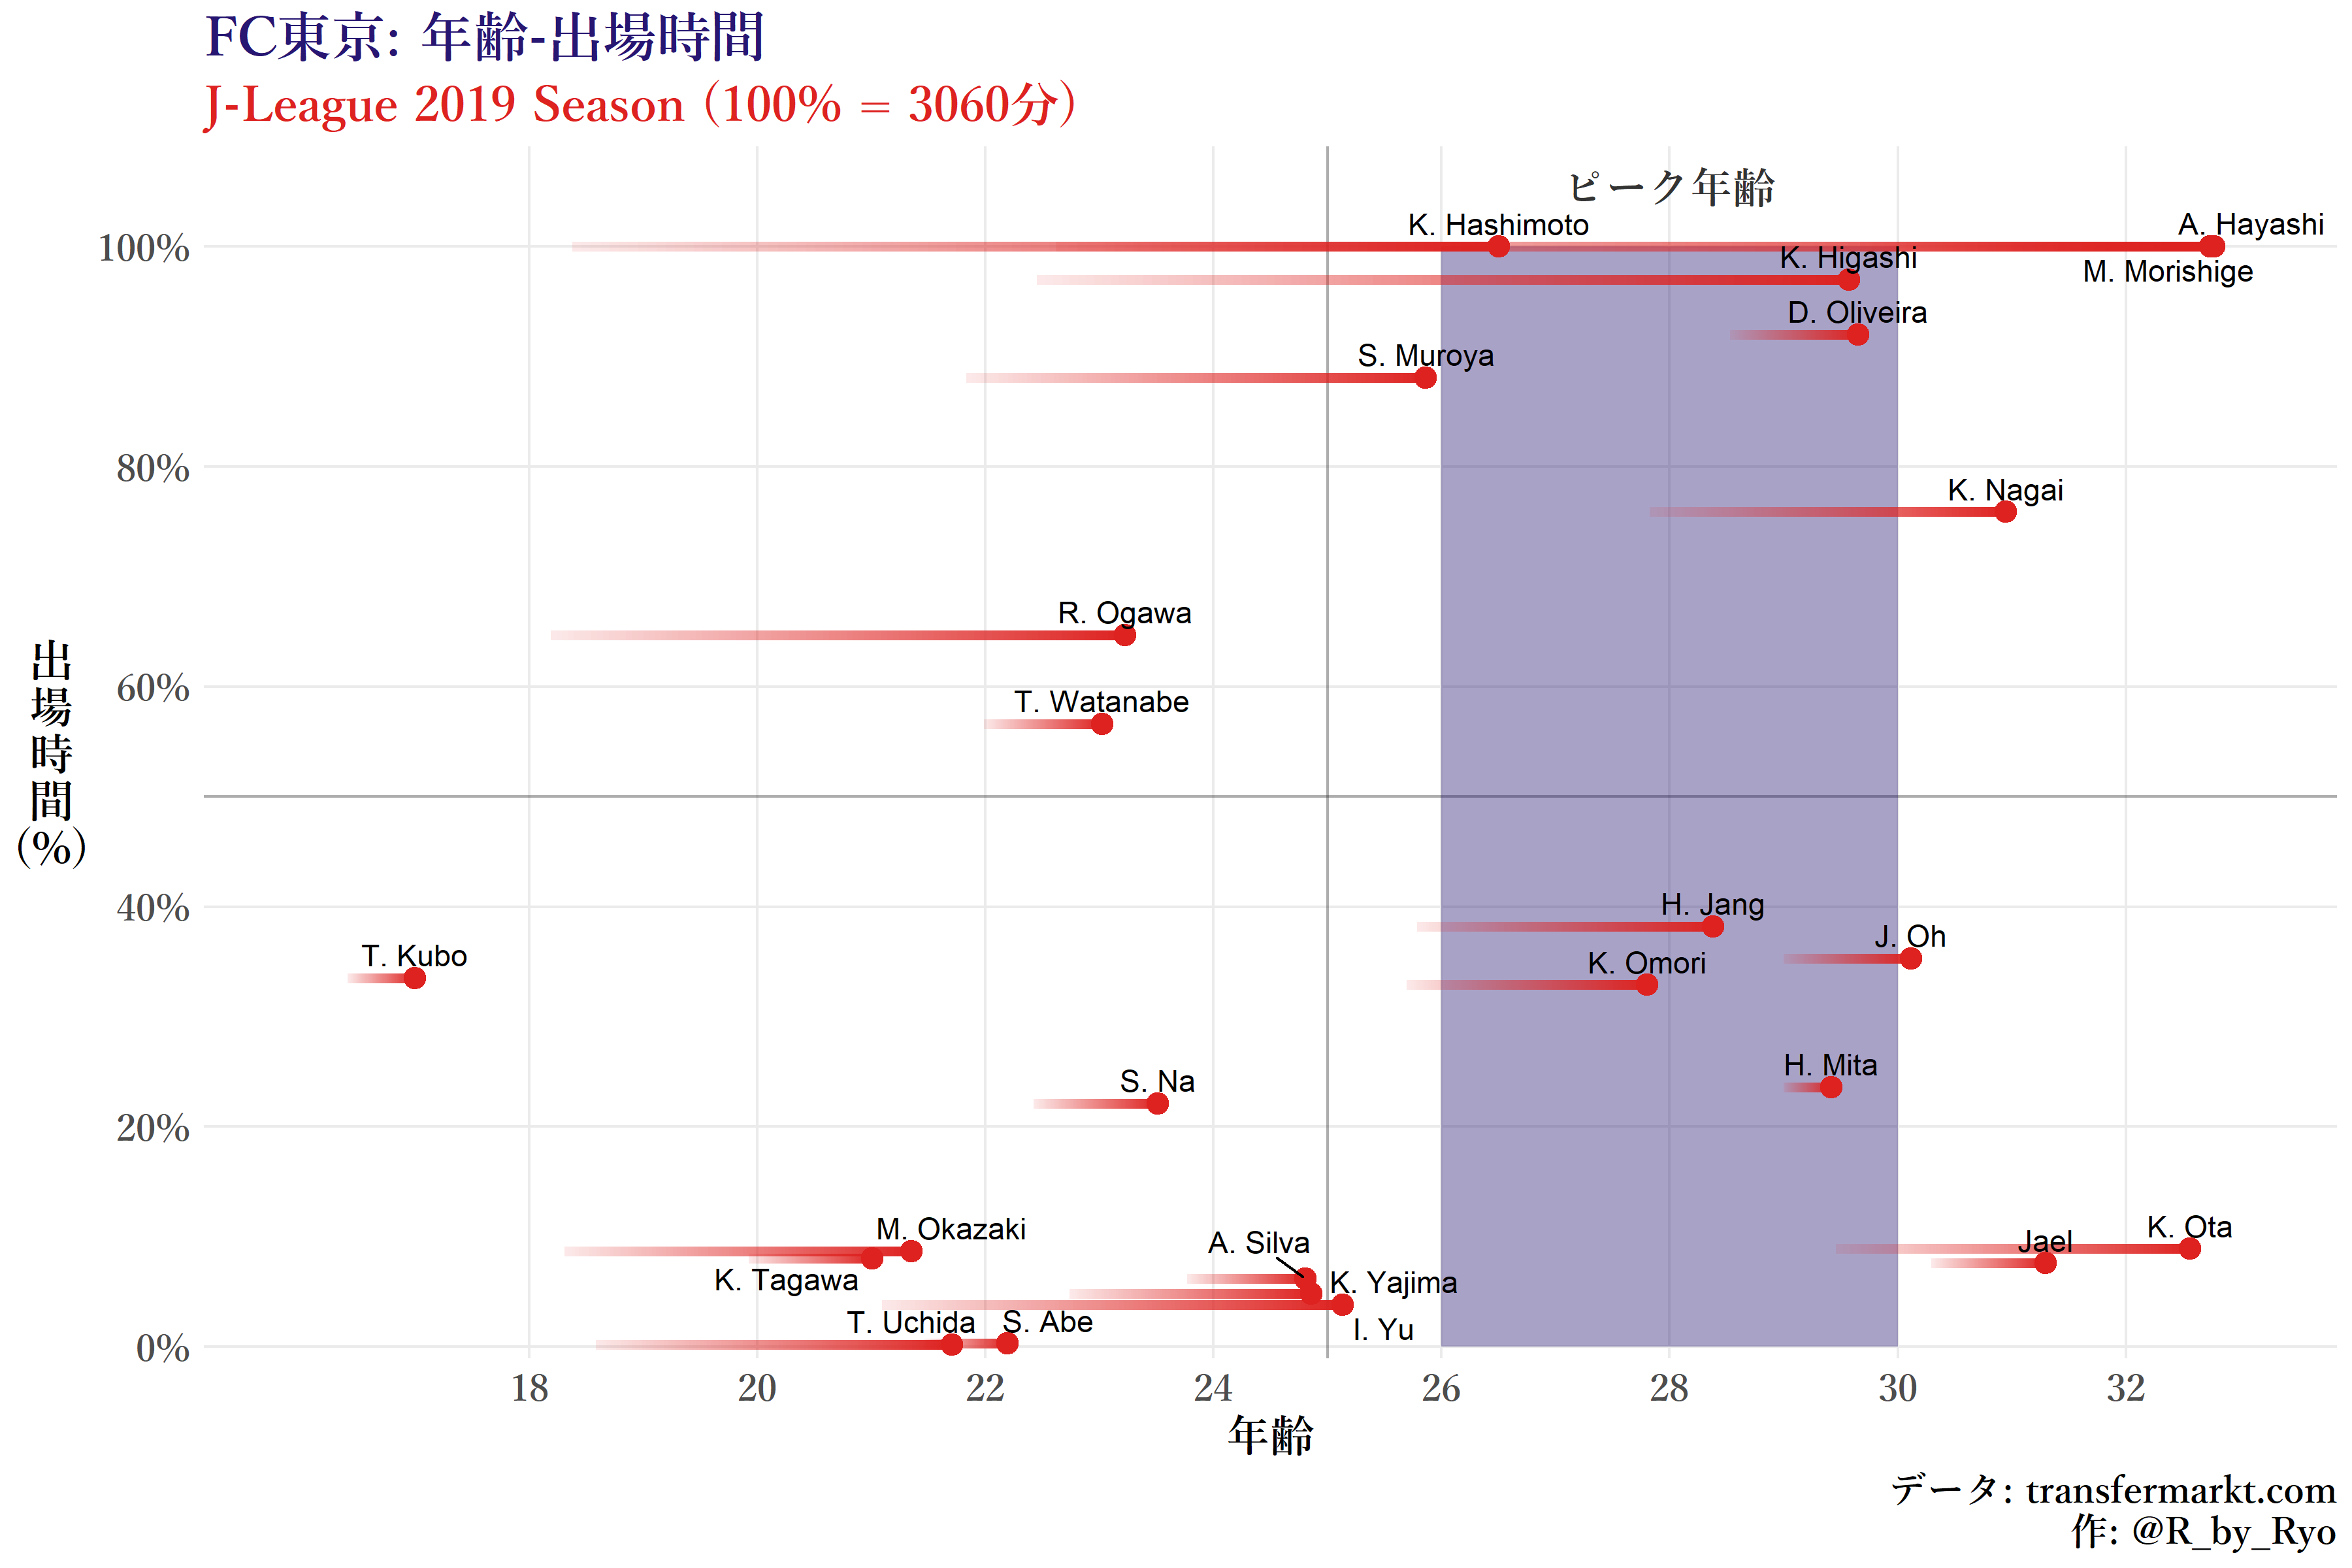 FC東京: 年齢-出場時間
J-League 2019 Season (100% = 3060分)
ピーク年齢
K. Hashimoto
A. Hayashi
100%
K. Higashi
M. Morishige
D. Oliveira
S. Muroya
80%
K. Nagai
R. Ogawa
出場時間(%)
60%
T. Watanabe
40%
H. Jang
J. Oh
T. Kubo
K. Omori
S. Na
H. Mita
20%
M. Okazaki
A. Silva
K. Ota
Jael
K. Tagawa
K. Yajima
T. Uchida
S. Abe
I. Yu
0%
18 20 22 24 26 28 30 32
年齢
データ: transfermarkt.com
作: @R_by_Ryo